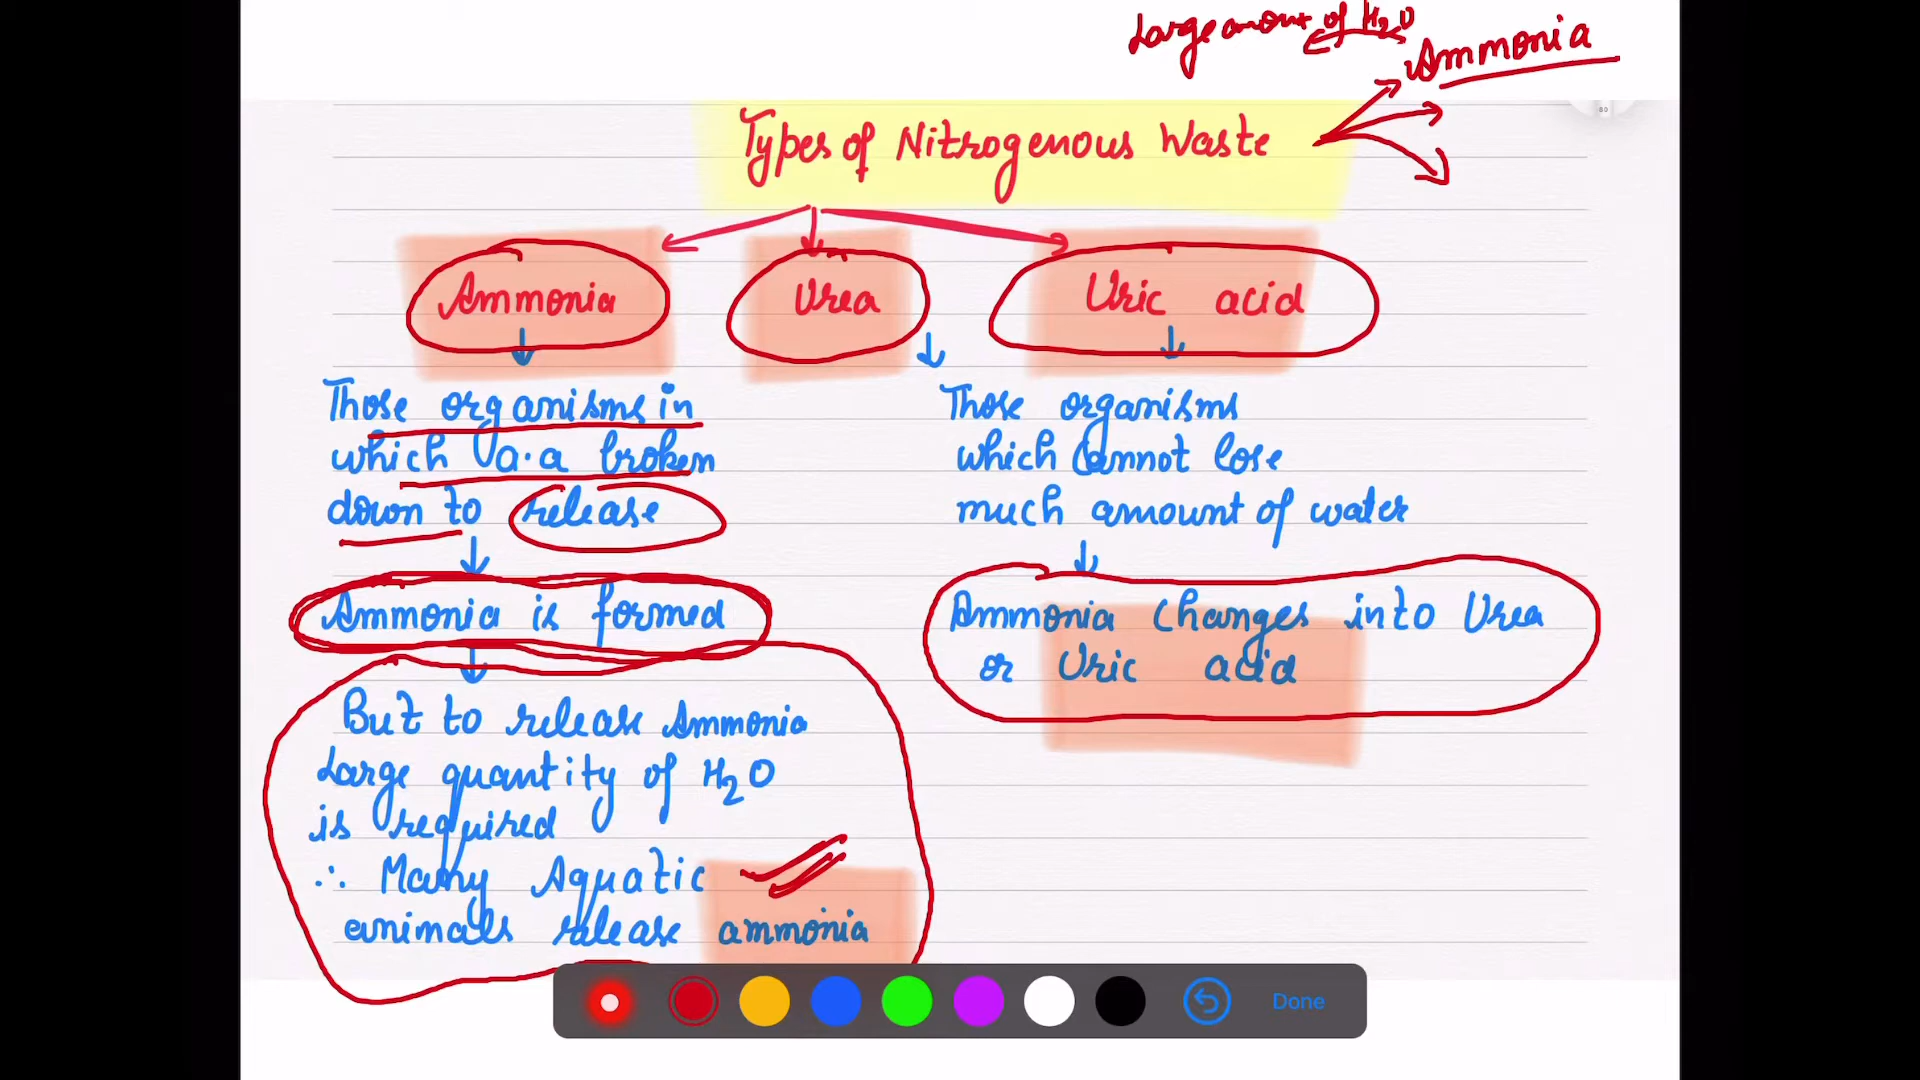 Large amount of H2O
Ammonia
Types of Nitrogenous Waste
Ammonia
Urea
Uric acid
Those organisms in
which a.a broken
down to release
Ammonia is formed
But to release Ammonia
Large quantity of H2O
is required
∴ Many Aquatic
animals release ammonia
Those organisms
which cannot lose
much amount of water
Ammonia changes into Urea
or Uric acid
Done